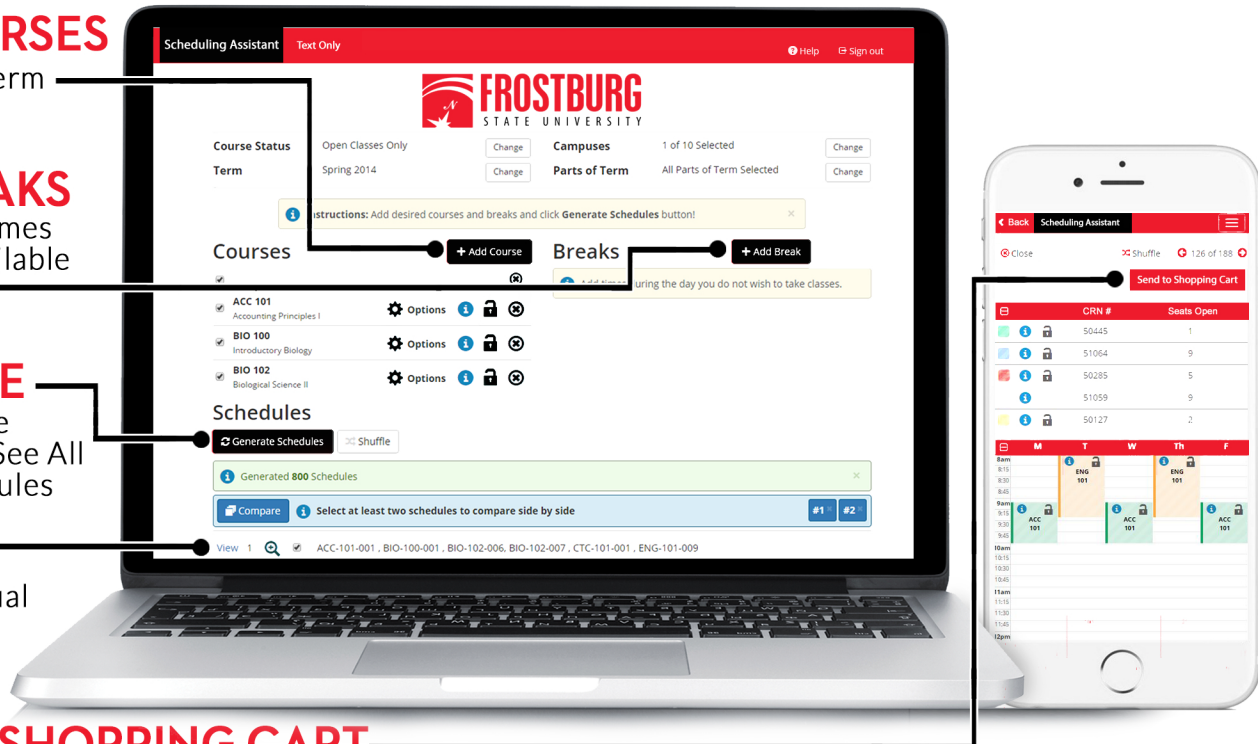 RSES
erm
AKS
mes
lable
E
e
See All
ules
ual
SHOPPING CART
Scheduling Assistant Text Only Help Sign out
N
FROSTBURG
STATE UNIVERSITY
Course Status Open Classes Only Change Campuses 1 of 10 Selected Change
Term Spring 2014 Change Parts of Term All Parts of Term Selected Change
structions: Add desired courses and breaks and click Generate Schedules button!
Courses + Add Course Breaks + Add Break
Add times during the day you do not wish to take classes.
ACC 101
Accounting Principles I Options
BIO 100
Introductory Biology Options
BIO 102
Biological Science II Options
Schedules
Generate Schedules Shuffle
Generated 800 Schedules
Compare Select at least two schedules to compare side by side #1 × #2 ×
View 1 ACC-101-001 , BIO-100-001 , BIO-102-006, BIO-102-007 , CTC-101-001 , ENG-101-009
Back Scheduling Assistant
Close Shuffle 126 of 188
Send to Shopping Cart
CRN # Seats Open
50445 1
51064 9
50285 5
51059 9
50127 2
M T W Th F
8am
8:15 ENG ENG
8:30 101 101
8:45
9am
9:15 ACC ACC ACC
9:30 101 101 101
9:45
10am
10:15
10:30
10:45
11am
11:15
11:30
11:45
12pm